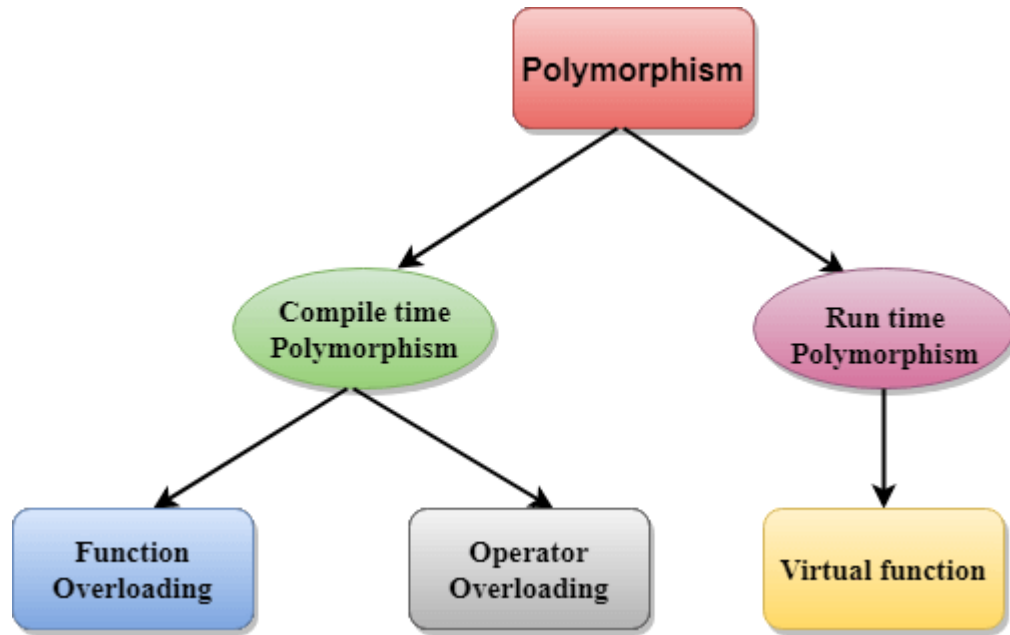 Polymorphism
Compile time
Polymorphism
Run time
Polymorphism
Function
Overloading
Operator
Overloading
Virtual function